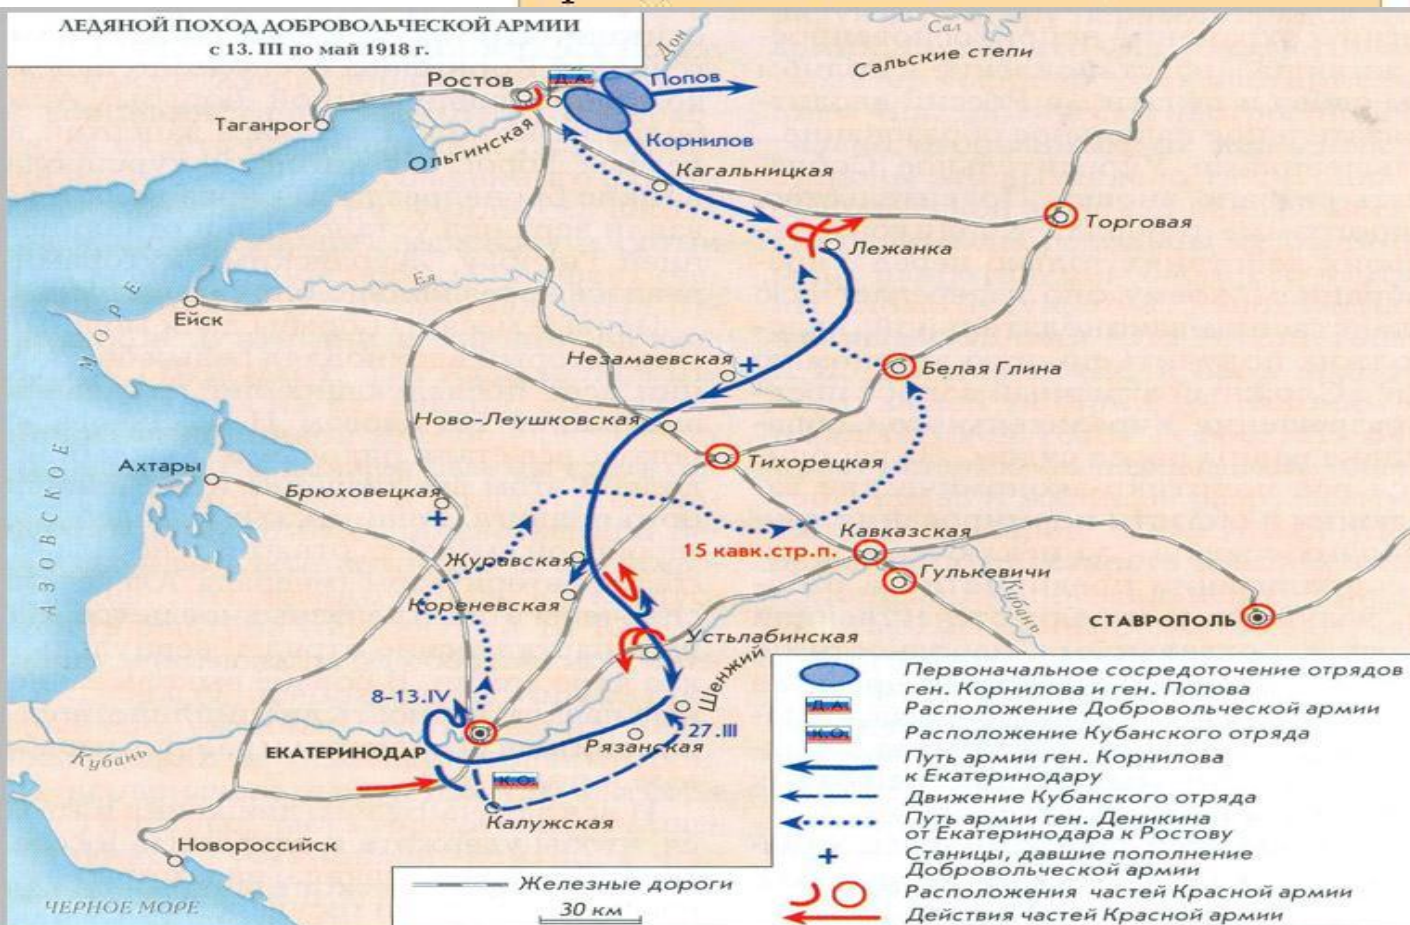 ЛЕДЯНОЙ ПОХОД ДОБРОВОЛЬЧЕСКОЙ АРМИИ
с 13. III по май 1918 г.
Дон
Сал
Сальские степи
Ростов
Д.А.
Попов
Таганрог
Ольгинская
Корнилов
Кагальницкая
Торговая
Лежанка
Ея
Ейск
МОРЕ
Незамаевская
Белая Глина
Ново-Леушковская
Тихорецкая
Ахтары
Брюховецкая
АЗОВСКОЕ
Кавказская
15 кавк.стр.п.
Журавская
Гулькевичи
Кореневская
Кубань
СТАВРОПОЛЬ
Устьлабинская
Шенжий
8-13.IV
27.III
Рязанская
ЕКАТЕРИНОДАР
Кубань
К.О.
Калужская
Новороссийск
ЧЕРНОЕ МОРЕ
Первоначальное сосредоточение отрядов
ген. Корнилова и ген. Попова
Д.А.
Расположение Добровольческой армии
К.О.
Расположение Кубанского отряда
Путь армии ген. Корнилова
к Екатеринодару
Движение Кубанского отряда
Путь армии ген. Деникина
от Екатеринодара к Ростову
Станицы, давшие пополнение
Добровольческой армии
Расположения частей Красной армии
Действия частей Красной армии
Железные дороги
30 км